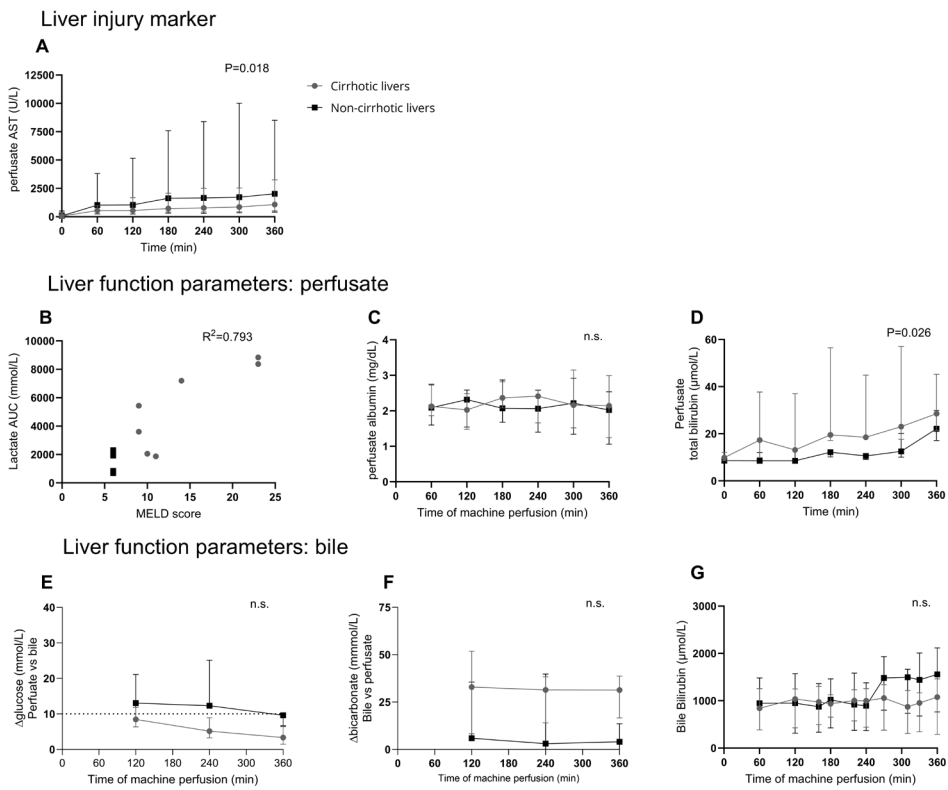 Liver injury marker
A
P=0.018
12500
10000
7500
5000
2500
0
perfusate AST (U/L)
0 60 120 180 240 300 360
Time (min)
Cirrhotic livers
Non-cirrhotic livers
Liver function parameters: perfusate
B
R2=0.793
10000
8000
6000
4000
2000
0
Lactate AUC (mmol/L)
0 5 10 15 20 25
MELD score
C
n.s.
4
3
2
1
0
perfusate albumin (mg/dL)
0 60 120 180 240 300 360
Time of machine perfusion (min)
D
P=0.026
60
40
20
0
Perfusate
total bilirubin (μmol/L)
0 60 120 180 240 300 360
Time (min)
Liver function parameters: bile
E
n.s.
40
30
20
10
0
Δglucose (mmol/L)
Perfuate vs bile
0 60 120 180 240 300 360
Time of machine perfusion (min)
F
n.s.
75
50
25
0
Δbicarbonate (mmmol/L)
Bile vs perfusate
0 60 120 180 240 300 360
Time of machine perfusion (min)
G
n.s.
3000
2000
1000
0
Bile Bilirubin (μmol/L)
0 60 120 180 240 300 360
Time of machine perfusion (min)